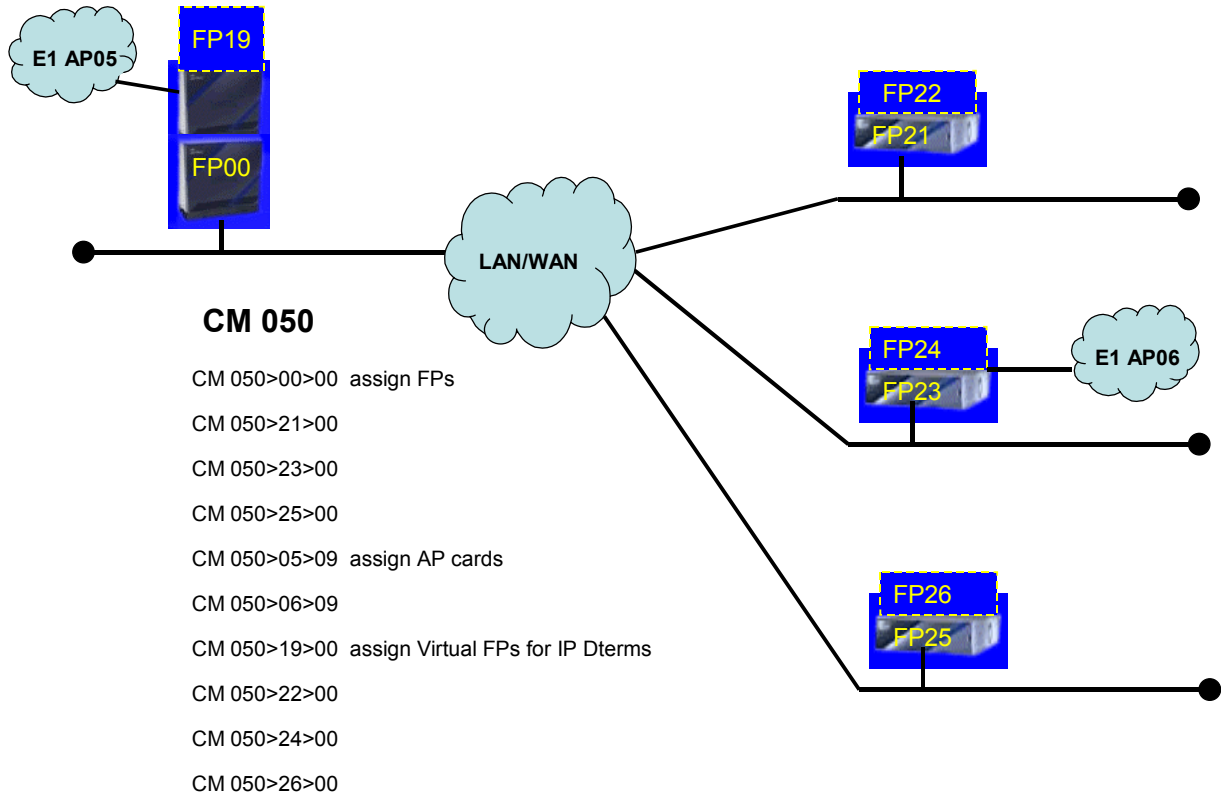 E1 AP05
FP19
FP00
LAN/WAN
FP22
FP21
FP24
FP23
E1 AP06
FP26
FP25
CM 050
CM 050>00>00 assign FPs
CM 050>21>00
CM 050>23>00
CM 050>25>00
CM 050>05>09 assign AP cards
CM 050>06>09
CM 050>19>00 assign Virtual FPs for IP Dterms
CM 050>22>00
CM 050>24>00
CM 050>26>00